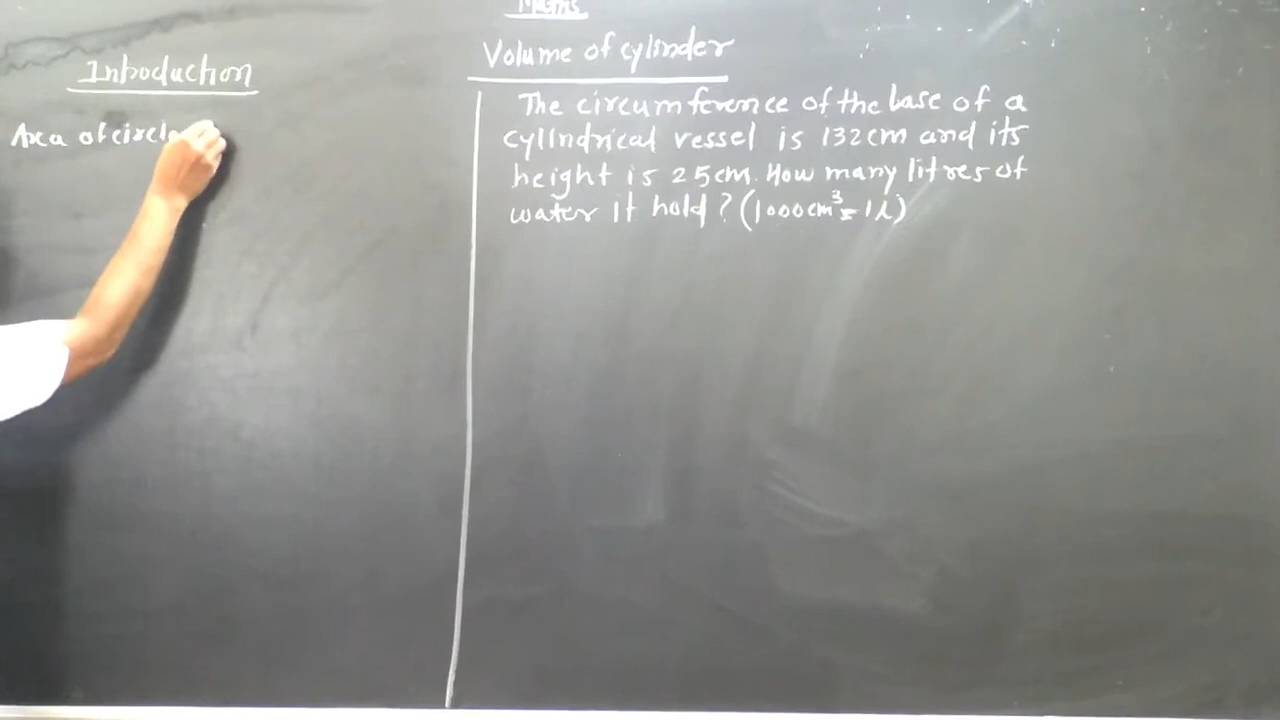 Maths
Introduction
Area of circle
Volume of cylinder
The circumference of the base of a
cylindrical vessel is 132cm and its
height is 25cm. How many litres of
water it hold? (1000cm³ = 1l)